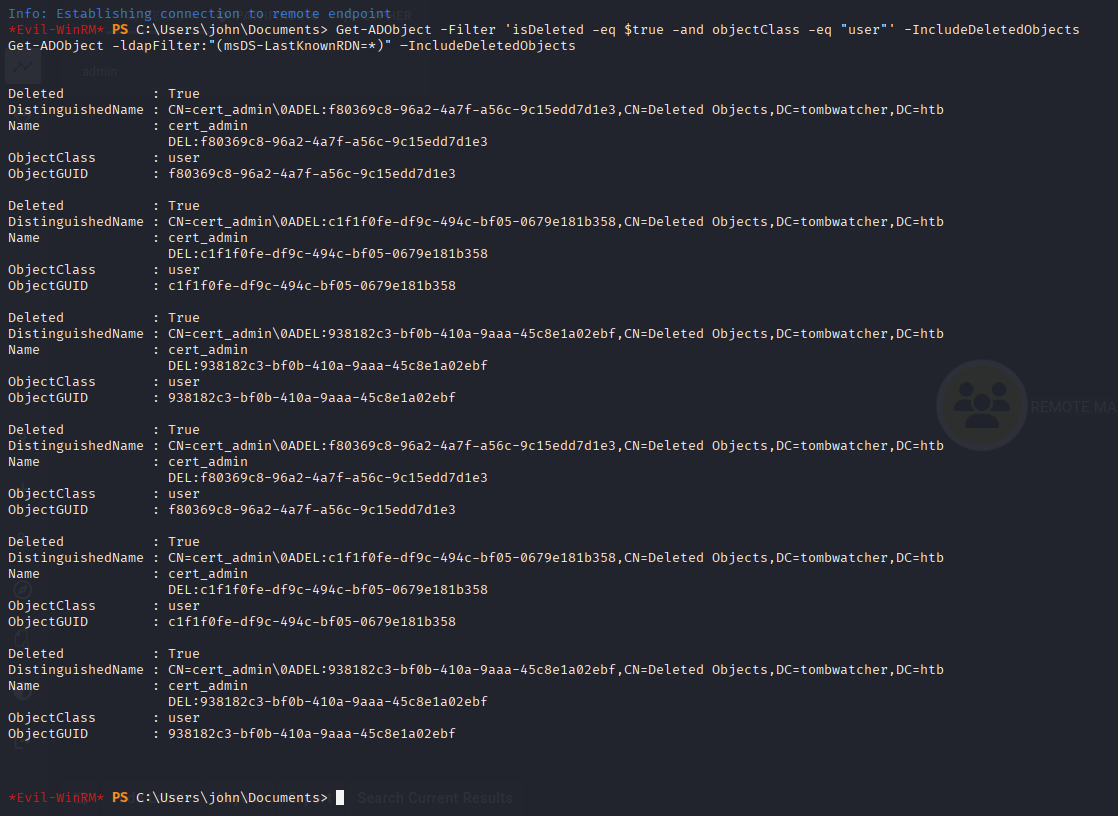 Info: Establishing connection to remote endpoint
*Evil-WinRM* PS C:\Users\john\Documents> Get-ADObject -Filter 'isDeleted -eq $true -and objectClass -eq "user"' -IncludeDeletedObjects
Get-ADObject -ldapFilter:"(msDS-LastKnownRDN=*)" –IncludeDeletedObjects
admin
Deleted           : True
DistinguishedName : CN=cert_admin\0ADEL:f80369c8-96a2-4a7f-a56c-9c15edd7d1e3,CN=Deleted Objects,DC=tombwatcher,DC=htb
Name              : cert_admin
DEL:f80369c8-96a2-4a7f-a56c-9c15edd7d1e3
ObjectClass       : user
ObjectGUID        : f80369c8-96a2-4a7f-a56c-9c15edd7d1e3
Deleted           : True
DistinguishedName : CN=cert_admin\0ADEL:c1f1f0fe-df9c-494c-bf05-0679e181b358,CN=Deleted Objects,DC=tombwatcher,DC=htb
Name              : cert_admin
DEL:c1f1f0fe-df9c-494c-bf05-0679e181b358
ObjectClass       : user
ObjectGUID        : c1f1f0fe-df9c-494c-bf05-0679e181b358
Deleted           : True
DistinguishedName : CN=cert_admin\0ADEL:938182c3-bf0b-410a-9aaa-45c8e1a02ebf,CN=Deleted Objects,DC=tombwatcher,DC=htb
Name              : cert_admin
DEL:938182c3-bf0b-410a-9aaa-45c8e1a02ebf
ObjectClass       : user
ObjectGUID        : 938182c3-bf0b-410a-9aaa-45c8e1a02ebf
REMOTE MA
Deleted           : True
DistinguishedName : CN=cert_admin\0ADEL:f80369c8-96a2-4a7f-a56c-9c15edd7d1e3,CN=Deleted Objects,DC=tombwatcher,DC=htb
Name              : cert_admin
DEL:f80369c8-96a2-4a7f-a56c-9c15edd7d1e3
ObjectClass       : user
ObjectGUID        : f80369c8-96a2-4a7f-a56c-9c15edd7d1e3
Deleted           : True
DistinguishedName : CN=cert_admin\0ADEL:c1f1f0fe-df9c-494c-bf05-0679e181b358,CN=Deleted Objects,DC=tombwatcher,DC=htb
Name              : cert_admin
DEL:c1f1f0fe-df9c-494c-bf05-0679e181b358
ObjectClass       : user
ObjectGUID        : c1f1f0fe-df9c-494c-bf05-0679e181b358
Deleted           : True
DistinguishedName : CN=cert_admin\0ADEL:938182c3-bf0b-410a-9aaa-45c8e1a02ebf,CN=Deleted Objects,DC=tombwatcher,DC=htb
Name              : cert_admin
DEL:938182c3-bf0b-410a-9aaa-45c8e1a02ebf
ObjectClass       : user
ObjectGUID        : 938182c3-bf0b-410a-9aaa-45c8e1a02ebf
*Evil-WinRM* PS C:\Users\john\Documents>
Search Current Results